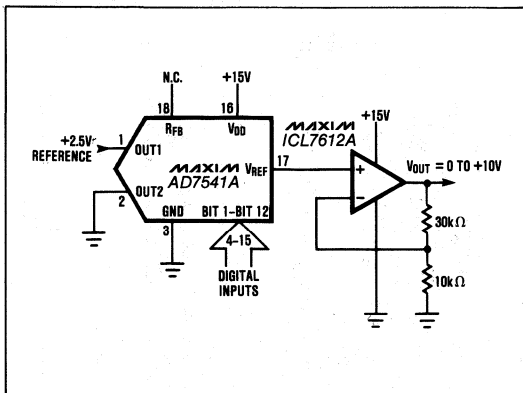 N.C. +15V
18 16
RFB VDD
+2.5V
REFERENCE
1 OUT1
MAXIM
AD7541A
VREF 17
OUT2
2
GND BIT 1–BIT 12
3 4–15
DIGITAL
INPUTS
MAXIM
ICL7612A
+15V
+
–
VOUT = 0 TO +10V
30kΩ
10kΩ